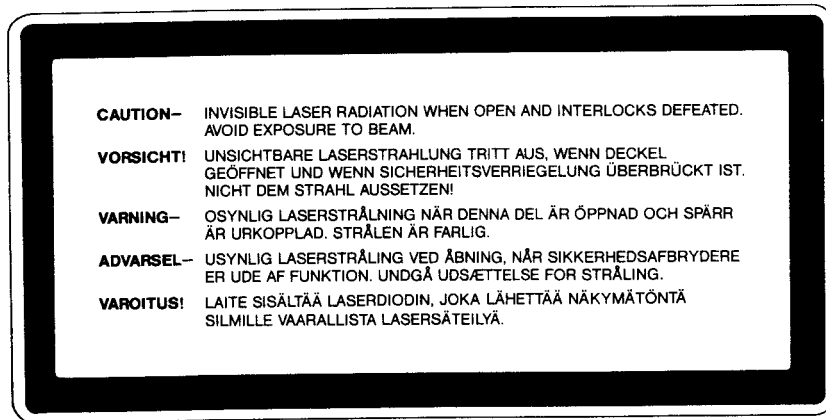 CAUTION– INVISIBLE LASER RADIATION WHEN OPEN AND INTERLOCKS DEFEATED.
AVOID EXPOSURE TO BEAM.
VORSICHT! UNSICHTBARE LASERSTRAHLUNG TRITT AUS, WENN DECKEL
GEÖFFNET UND WENN SICHERHEITSVERRIEGELUNG ÜBERBRÜCKT IST.
NICHT DEM STRAHL AUSSETZEN!
VARNING– OSYNLIG LASERSTRÅLNING NÄR DENNA DEL ÄR ÖPPNAD OCH SPÄRR
ÄR URKOPPLAD. STRÅLEN ÄR FARLIG.
ADVARSEL– USYNLIG LASERSTRÅLING VED ÅBNING, NÅR SIKKERHEDSAFBRYDERE
ER UDE AF FUNKTION. UNDGÅ UDSÆTTELSE FOR STRÅLING.
VAROITUS! LAITE SISÄLTÄÄ LASERDIODIN, JOKA LÄHETTÄÄ NÄKYMÄTÖNTÄ
SILMILLE VAARALLISTA LASERSÄTEILYÄ.